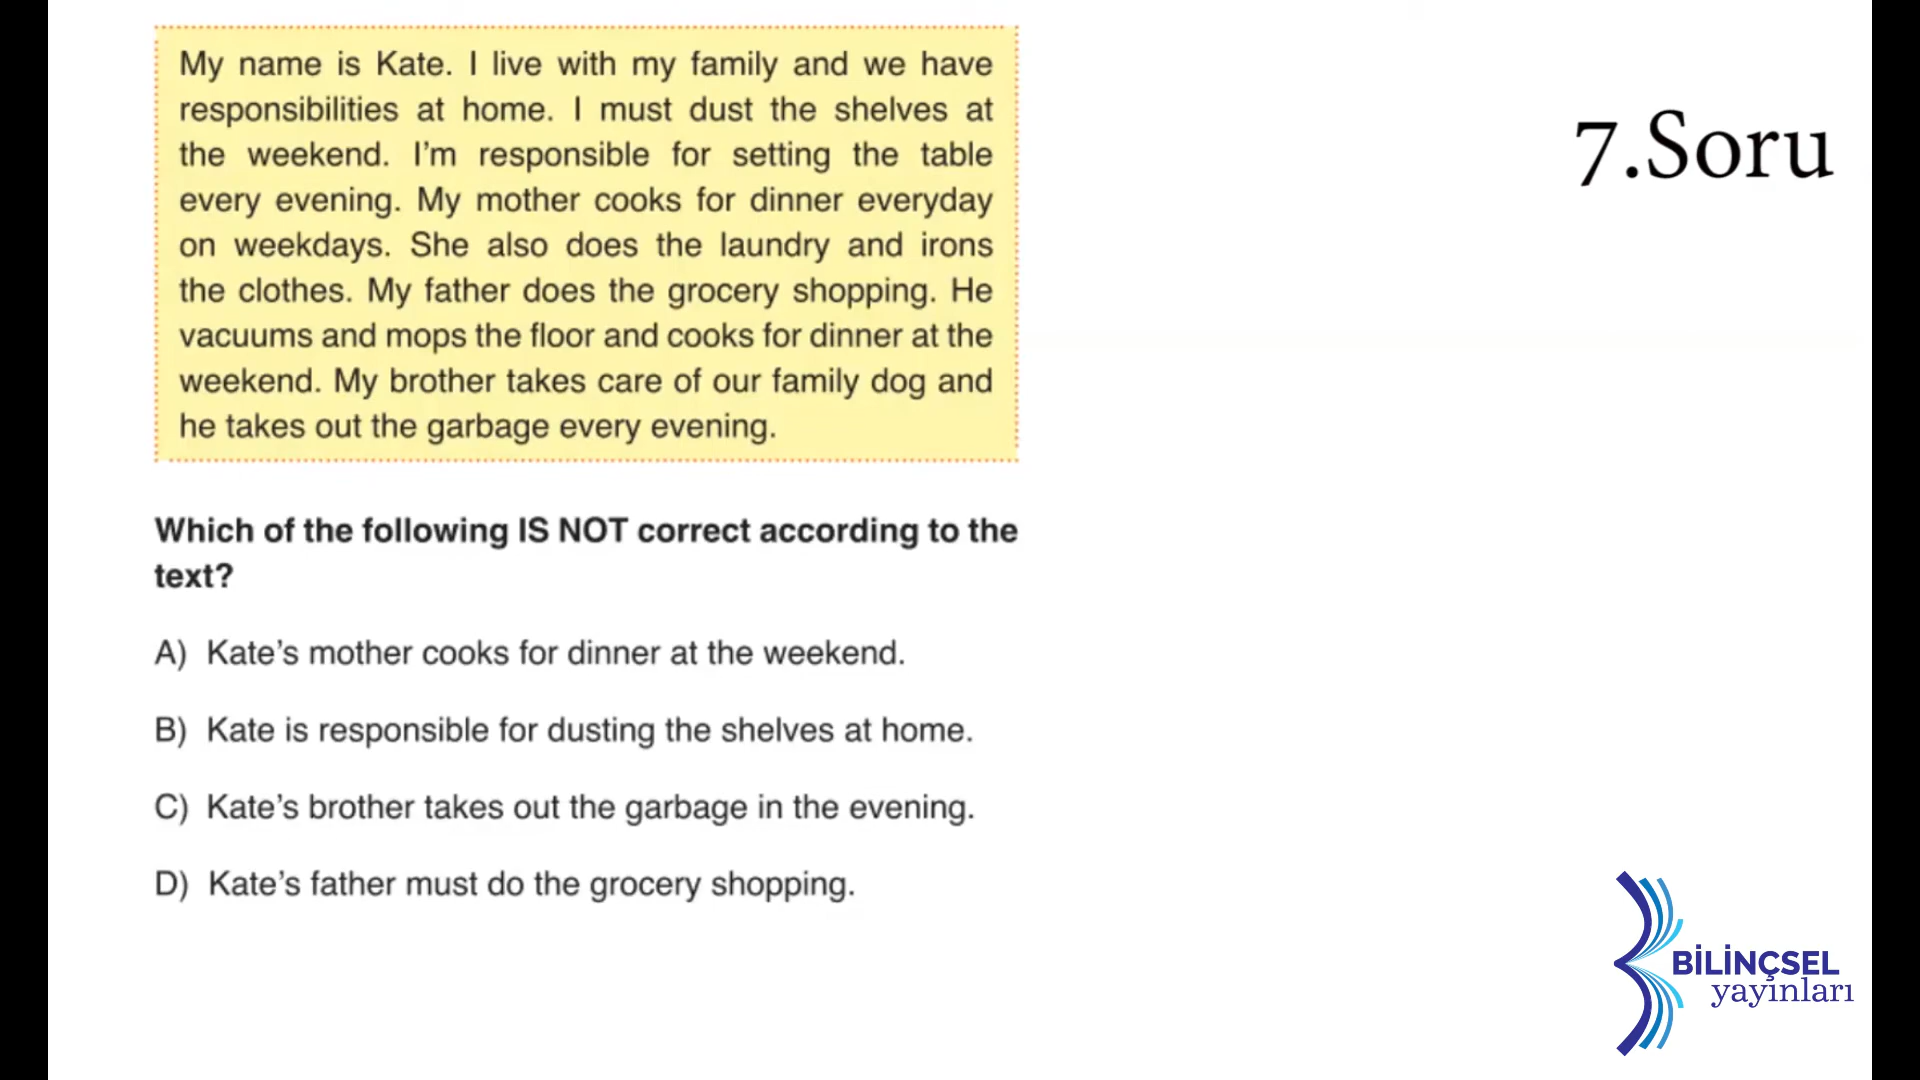 My name is Kate. I live with my family and we have
responsibilities at home. I must dust the shelves at
the weekend. I'm responsible for setting the table
every evening. My mother cooks for dinner everyday
on weekdays. She also does the laundry and irons
the clothes. My father does the grocery shopping. He
vacuums and mops the floor and cooks for dinner at the
weekend. My brother takes care of our family dog and
he takes out the garbage every evening.
7.Soru
Which of the following IS NOT correct according to the
text?
A) Kate's mother cooks for dinner at the weekend.
B) Kate is responsible for dusting the shelves at home.
C) Kate's brother takes out the garbage in the evening.
D) Kate's father must do the grocery shopping.
BİLİNÇSEL
yayınları